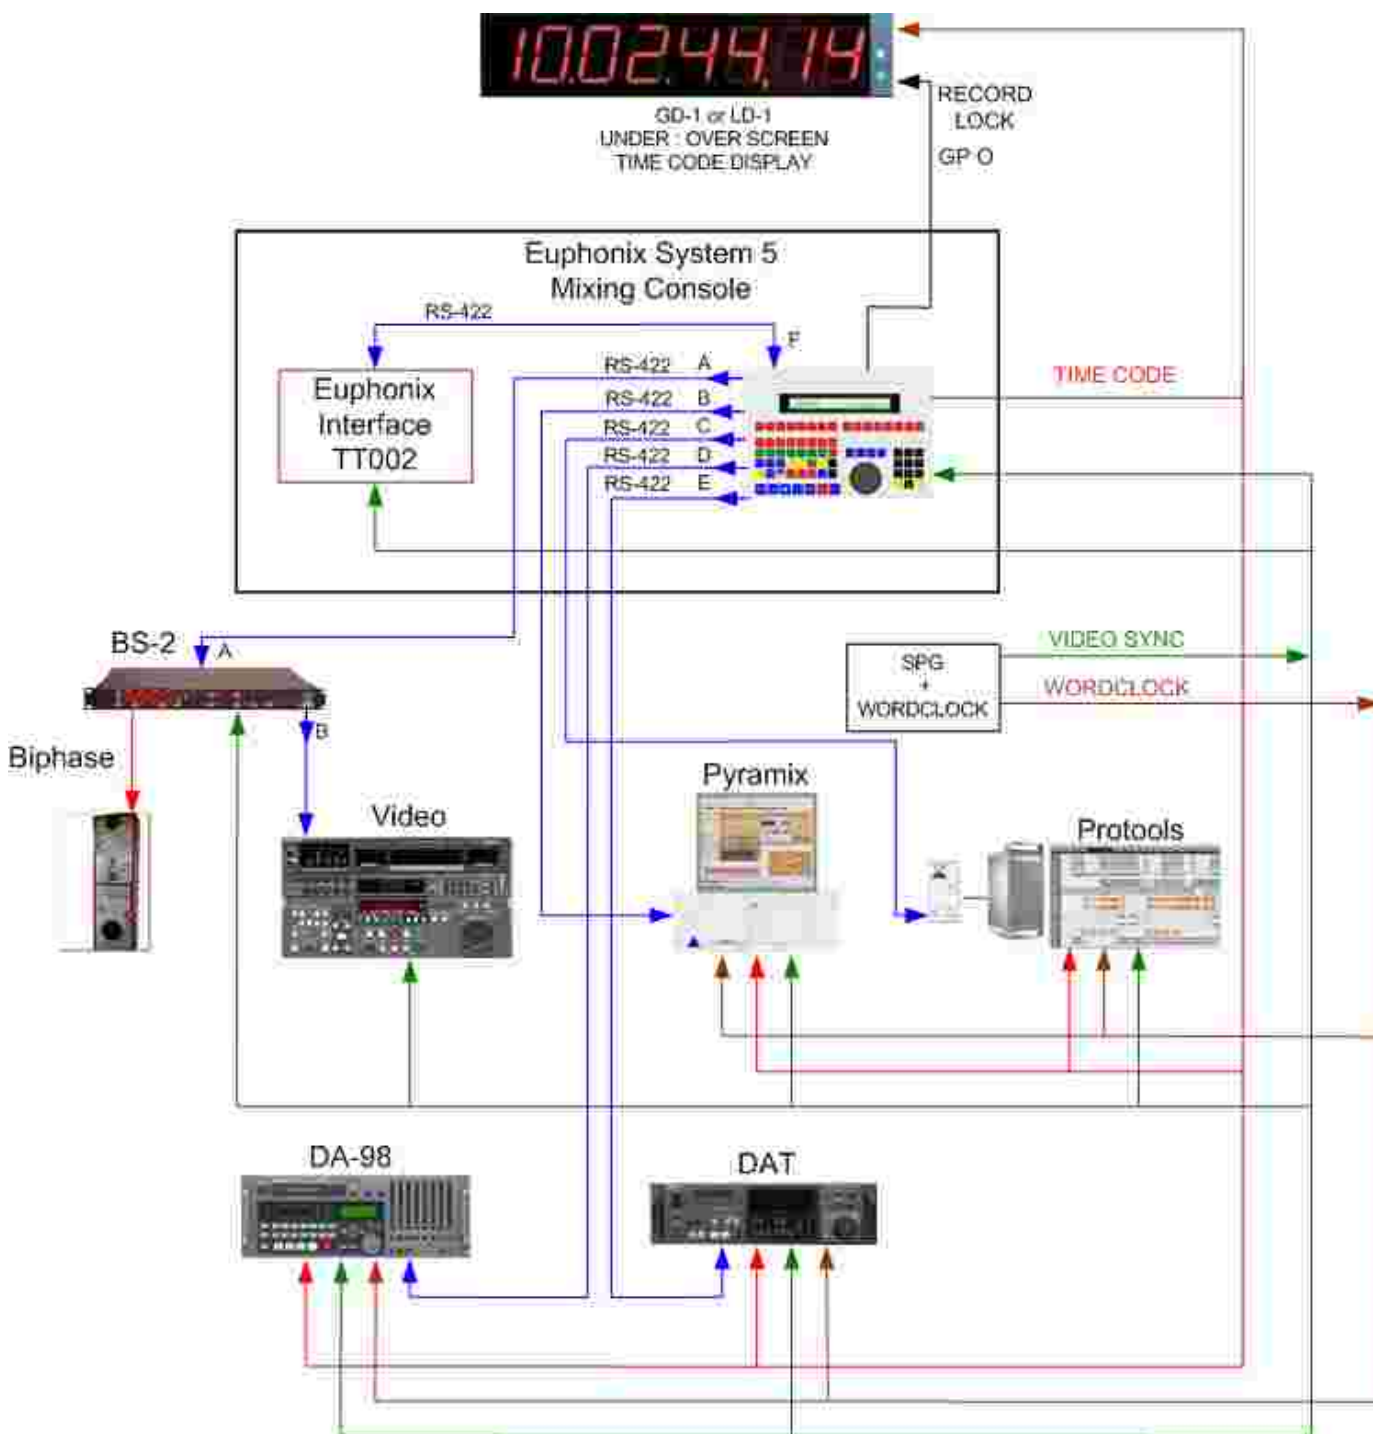 10.02.44.14
GD-1 or LD-1
UNDER : OVER SCREEN
TIME CODE DISPLAY
RECORD
LOCK
GP O
Euphonix System 5
Mixing Console
RS-422
F
RS-422 A
RS-422 B
RS-422 C
RS-422 D
RS-422 E
Euphonix
Interface
TT002
TIME CODE
BS-2
A
B
Biphase
SPG
+
WORDCLOCK
VIDEO SYNC
WORDCLOCK
Video
Pyramix
Protools
DA-98
DAT